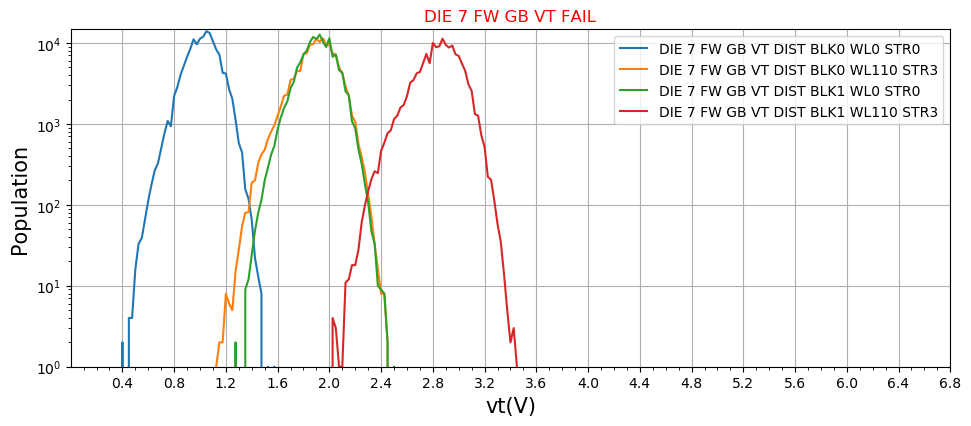 DIE 7 FW GB VT FAIL
DIE 7 FW GB VT DIST BLK0 WL0 STR0
DIE 7 FW GB VT DIST BLK0 WL110 STR3
DIE 7 FW GB VT DIST BLK1 WL0 STR0
DIE 7 FW GB VT DIST BLK1 WL110 STR3
Population
10^4
10^3
10^2
10^1
10^0
0.4 0.8 1.2 1.6 2.0 2.4 2.8 3.2 3.6 4.0 4.4 4.8 5.2 5.6 6.0 6.4 6.8
vt(V)